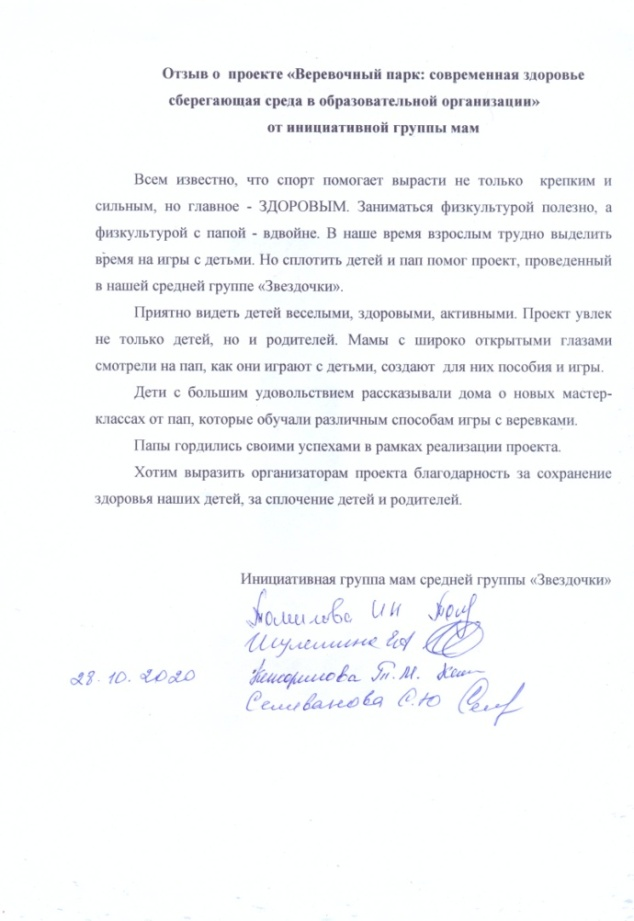 Отзыв о проекте «Веревочный парк: современная здоровье
сберегающая среда в образовательной организации»
от инициативной группы мам
Всем известно, что спорт помогает вырасти не только крепким и
сильным, но главное - ЗДОРОВЫМ. Заниматься физкультурой полезно, а
физкультурой с папой - вдвойне. В наше время взрослым трудно выделить
время на игры с детьми. Но сплотить детей и пап помог проект, проведенный
в нашей средней группе «Звездочки».
Приятно видеть детей веселыми, здоровыми, активными. Проект увлек
не только детей, но и родителей. Мамы с широко открытыми глазами
смотрели на пап, как они играют с детьми, создают для них пособия и игры.
Дети с большим удовольствием рассказывали дома о новых мастер-
классах от пап, которые обучали различным способам игры с веревками.
Папы гордились своими успехами в рамках реализации проекта.
Хотим выразить организаторам проекта благодарность за сохранение
здоровья наших детей, за сплочение детей и родителей.
Инициативная группа мам средней группы «Звездочки»
Томилова ИН
28.10.2020
Т.М.
Селиванова С.Ю